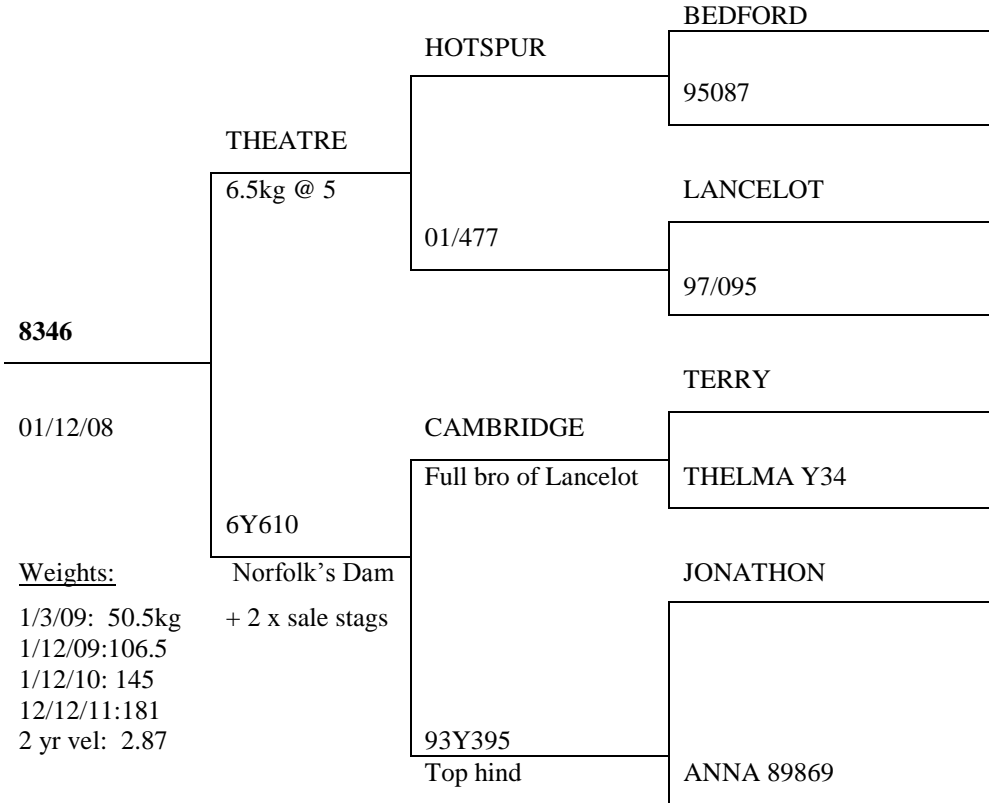 BEDFORD
HOTSPUR
95087
THEATRE
6.5kg @ 5
LANCELOT
01/477
97/095
8346
TERRY
01/12/08
CAMBRIDGE
Full bro of Lancelot
THELMA Y34
6Y610
Weights:
Norfolk's Dam
JONATHON
1/3/09: 50.5kg
+ 2 x sale stags
1/12/09:106.5
1/12/10: 145
12/12/11:181
2 yr vel: 2.87
93Y395
Top hind
ANNA 89869